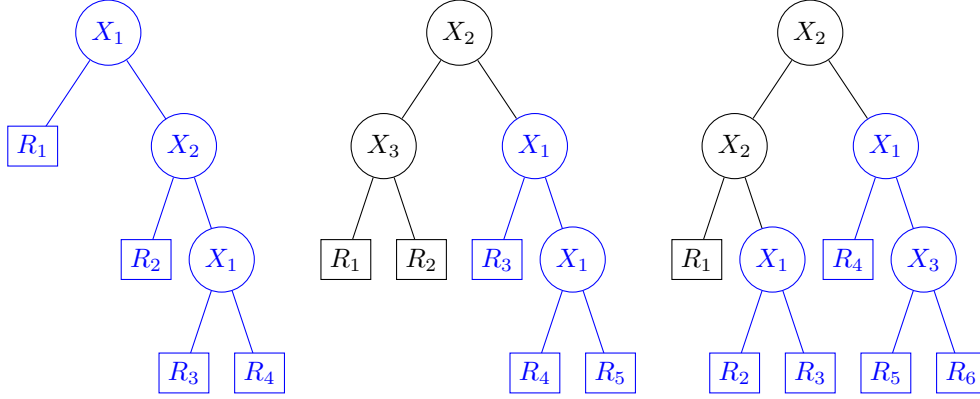 X₁ X₂ X₂
R₁ X₂ X₃ X₁ X₂ X₁
R₂ X₁ R₁ R₂ R₃ X₁ R₁ X₁ R₄ X₃
R₃ R₄ R₄ R₅ R₂ R₃ R₅ R₆